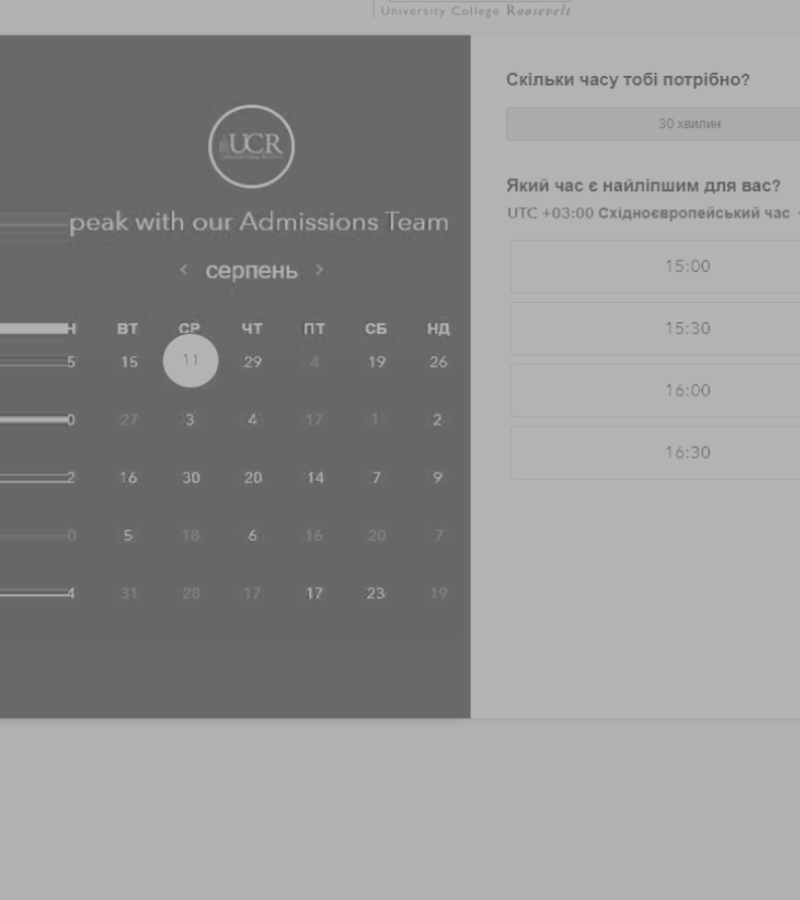 University College Roosevelt
UCR
peak with our Admissions Team
< серпень >
Н ВТ СР ЧТ ПТ СБ НД
5 15 11 29 4 19 26
0 27 3 4 17 1 2
2 16 30 20 14 7 9
0 5 18 6 16 20 7
4 31 28 17 17 23 19
Скільки часу тобі потрібно?
30 хвилин
Який час є найліпшим для вас?
UTC +03:00 Східноєвропейський час
15:00
15:30
16:00
16:30